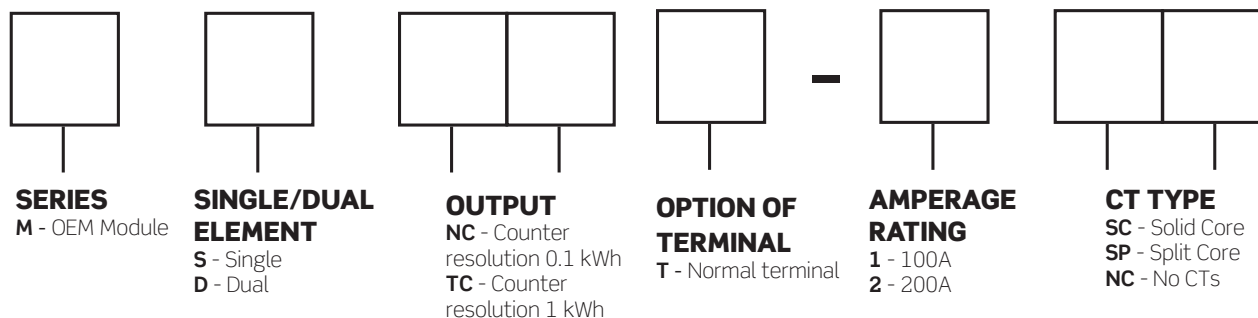 SERIES
M - OEM Module
SINGLE/DUAL
ELEMENT
S - Single
D - Dual
OUTPUT
NC - Counter
resolution 0.1 kWh
TC - Counter
resolution 1 kWh
OPTION OF
TERMINAL
T - Normal terminal
AMPERAGE
RATING
1 - 100A
2 - 200A
CT TYPE
SC - Solid Core
SP - Split Core
NC - No CTs